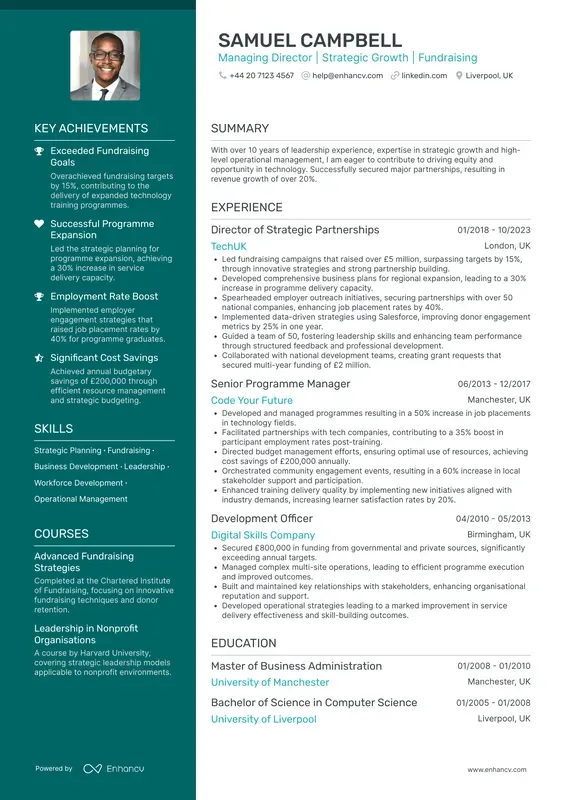 SAMUEL CAMPBELL
Managing Director | Strategic Growth | Fundraising
+44 20 7123 4567 help@enhancv.com linkedin.com Liverpool, UK
KEY ACHIEVEMENTS
Exceeded Fundraising
Goals
Overachieved fundraising targets
by 15%, contributing to the
delivery of expanded technology
training programmes.
Successful Programme
Expansion
Led the strategic planning for
programme expansion, achieving
a 30% increase in service
delivery capacity.
Employment Rate Boost
Implemented employer
engagement strategies that
raised job placement rates by
40% for programme graduates.
Significant Cost Savings
Achieved annual budgetary
savings of £200,000 through
efficient resource management
and strategic budgeting.
SKILLS
Strategic Planning · Fundraising ·
Business Development · Leadership ·
Workforce Development ·
Operational Management
COURSES
Advanced Fundraising
Strategies
Completed at the Chartered Institute
of Fundraising, focusing on innovative
fundraising techniques and donor
retention.
Leadership in Nonprofit
Organisations
A course by Harvard University,
covering strategic leadership models
applicable to nonprofit environments.
Powered by Enhancv
SUMMARY
With over 10 years of leadership experience, expertise in strategic growth and high-
level operational management, I am eager to contribute to driving equity and
opportunity in technology. Successfully secured major partnerships, resulting in
revenue growth of over 20%.
EXPERIENCE
Director of Strategic Partnerships 01/2018 - 10/2023
TechUK London, UK
• Led fundraising campaigns that raised over £5 million, surpassing targets by 15%,
through innovative strategies and strong partnership building.
• Developed comprehensive business plans for regional expansion, leading to a 30%
increase in programme delivery capacity.
• Spearheaded employer outreach initiatives, securing partnerships with over 50
national companies, enhancing job placement rates by 40%.
• Implemented data-driven strategies using Salesforce, improving donor engagement
metrics by 25% in one year.
• Guided a team of 50, fostering leadership skills and enhancing team performance
through structured feedback and professional development.
• Collaborated with national development teams, creating grant requests that
secured multi-year funding of £2 million.
Senior Programme Manager 06/2013 - 12/2017
Code Your Future Manchester, UK
• Developed and managed programmes resulting in a 50% increase in job placements
in technology fields.
• Facilitated partnerships with tech companies, contributing to a 35% boost in
participant employment rates post-training.
• Directed budget management efforts, ensuring optimal use of resources, achieving
cost savings of £200,000 annually.
• Orchestrated community engagement events, resulting in a 60% increase in local
stakeholder support and participation.
• Enhanced training delivery quality by implementing new initiatives aligned with
industry demands, increasing learner satisfaction rates by 20%.
Development Officer 04/2010 - 05/2013
Digital Skills Company Birmingham, UK
• Secured £800,000 in funding from governmental and private sources, significantly
exceeding annual targets.
• Managed complex multi-site operations, leading to efficient programme execution
and improved outcomes.
• Built and maintained key relationships with stakeholders, enhancing organisational
reputation and support.
• Developed operational strategies leading to a marked improvement in service
delivery effectiveness and skill-building outcomes.
EDUCATION
Master of Business Administration 01/2008 - 01/2010
University of Manchester Manchester, UK
Bachelor of Science in Computer Science 01/2005 - 01/2008
University of Liverpool Liverpool, UK
www.enhancv.com